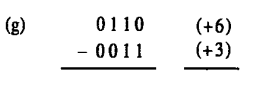 (g) 0110 (+6)
− 0011 (+3)